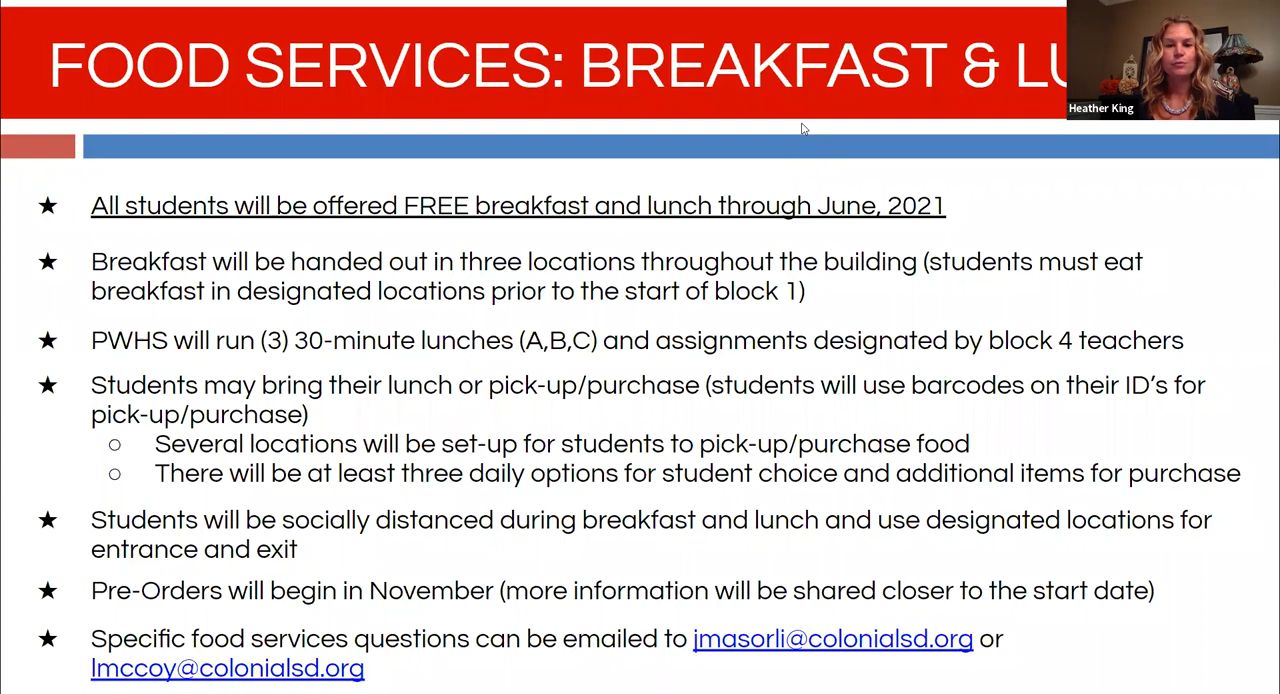 FOOD SERVICES: BREAKFAST & LU
Heather King
★ All students will be offered FREE breakfast and lunch through June, 2021
★ Breakfast will be handed out in three locations throughout the building (students must eat
breakfast in designated locations prior to the start of block 1)
★ PWHS will run (3) 30-minute lunches (A,B,C) and assignments designated by block 4 teachers
★ Students may bring their lunch or pick-up/purchase (students will use barcodes on their ID's for
pick-up/purchase)
○ Several locations will be set-up for students to pick-up/purchase food
○ There will be at least three daily options for student choice and additional items for purchase
★ Students will be socially distanced during breakfast and lunch and use designated locations for
entrance and exit
★ Pre-Orders will begin in November (more information will be shared closer to the start date)
★ Specific food services questions can be emailed to jmasorli@colonialsd.org or
lmccoy@colonialsd.org